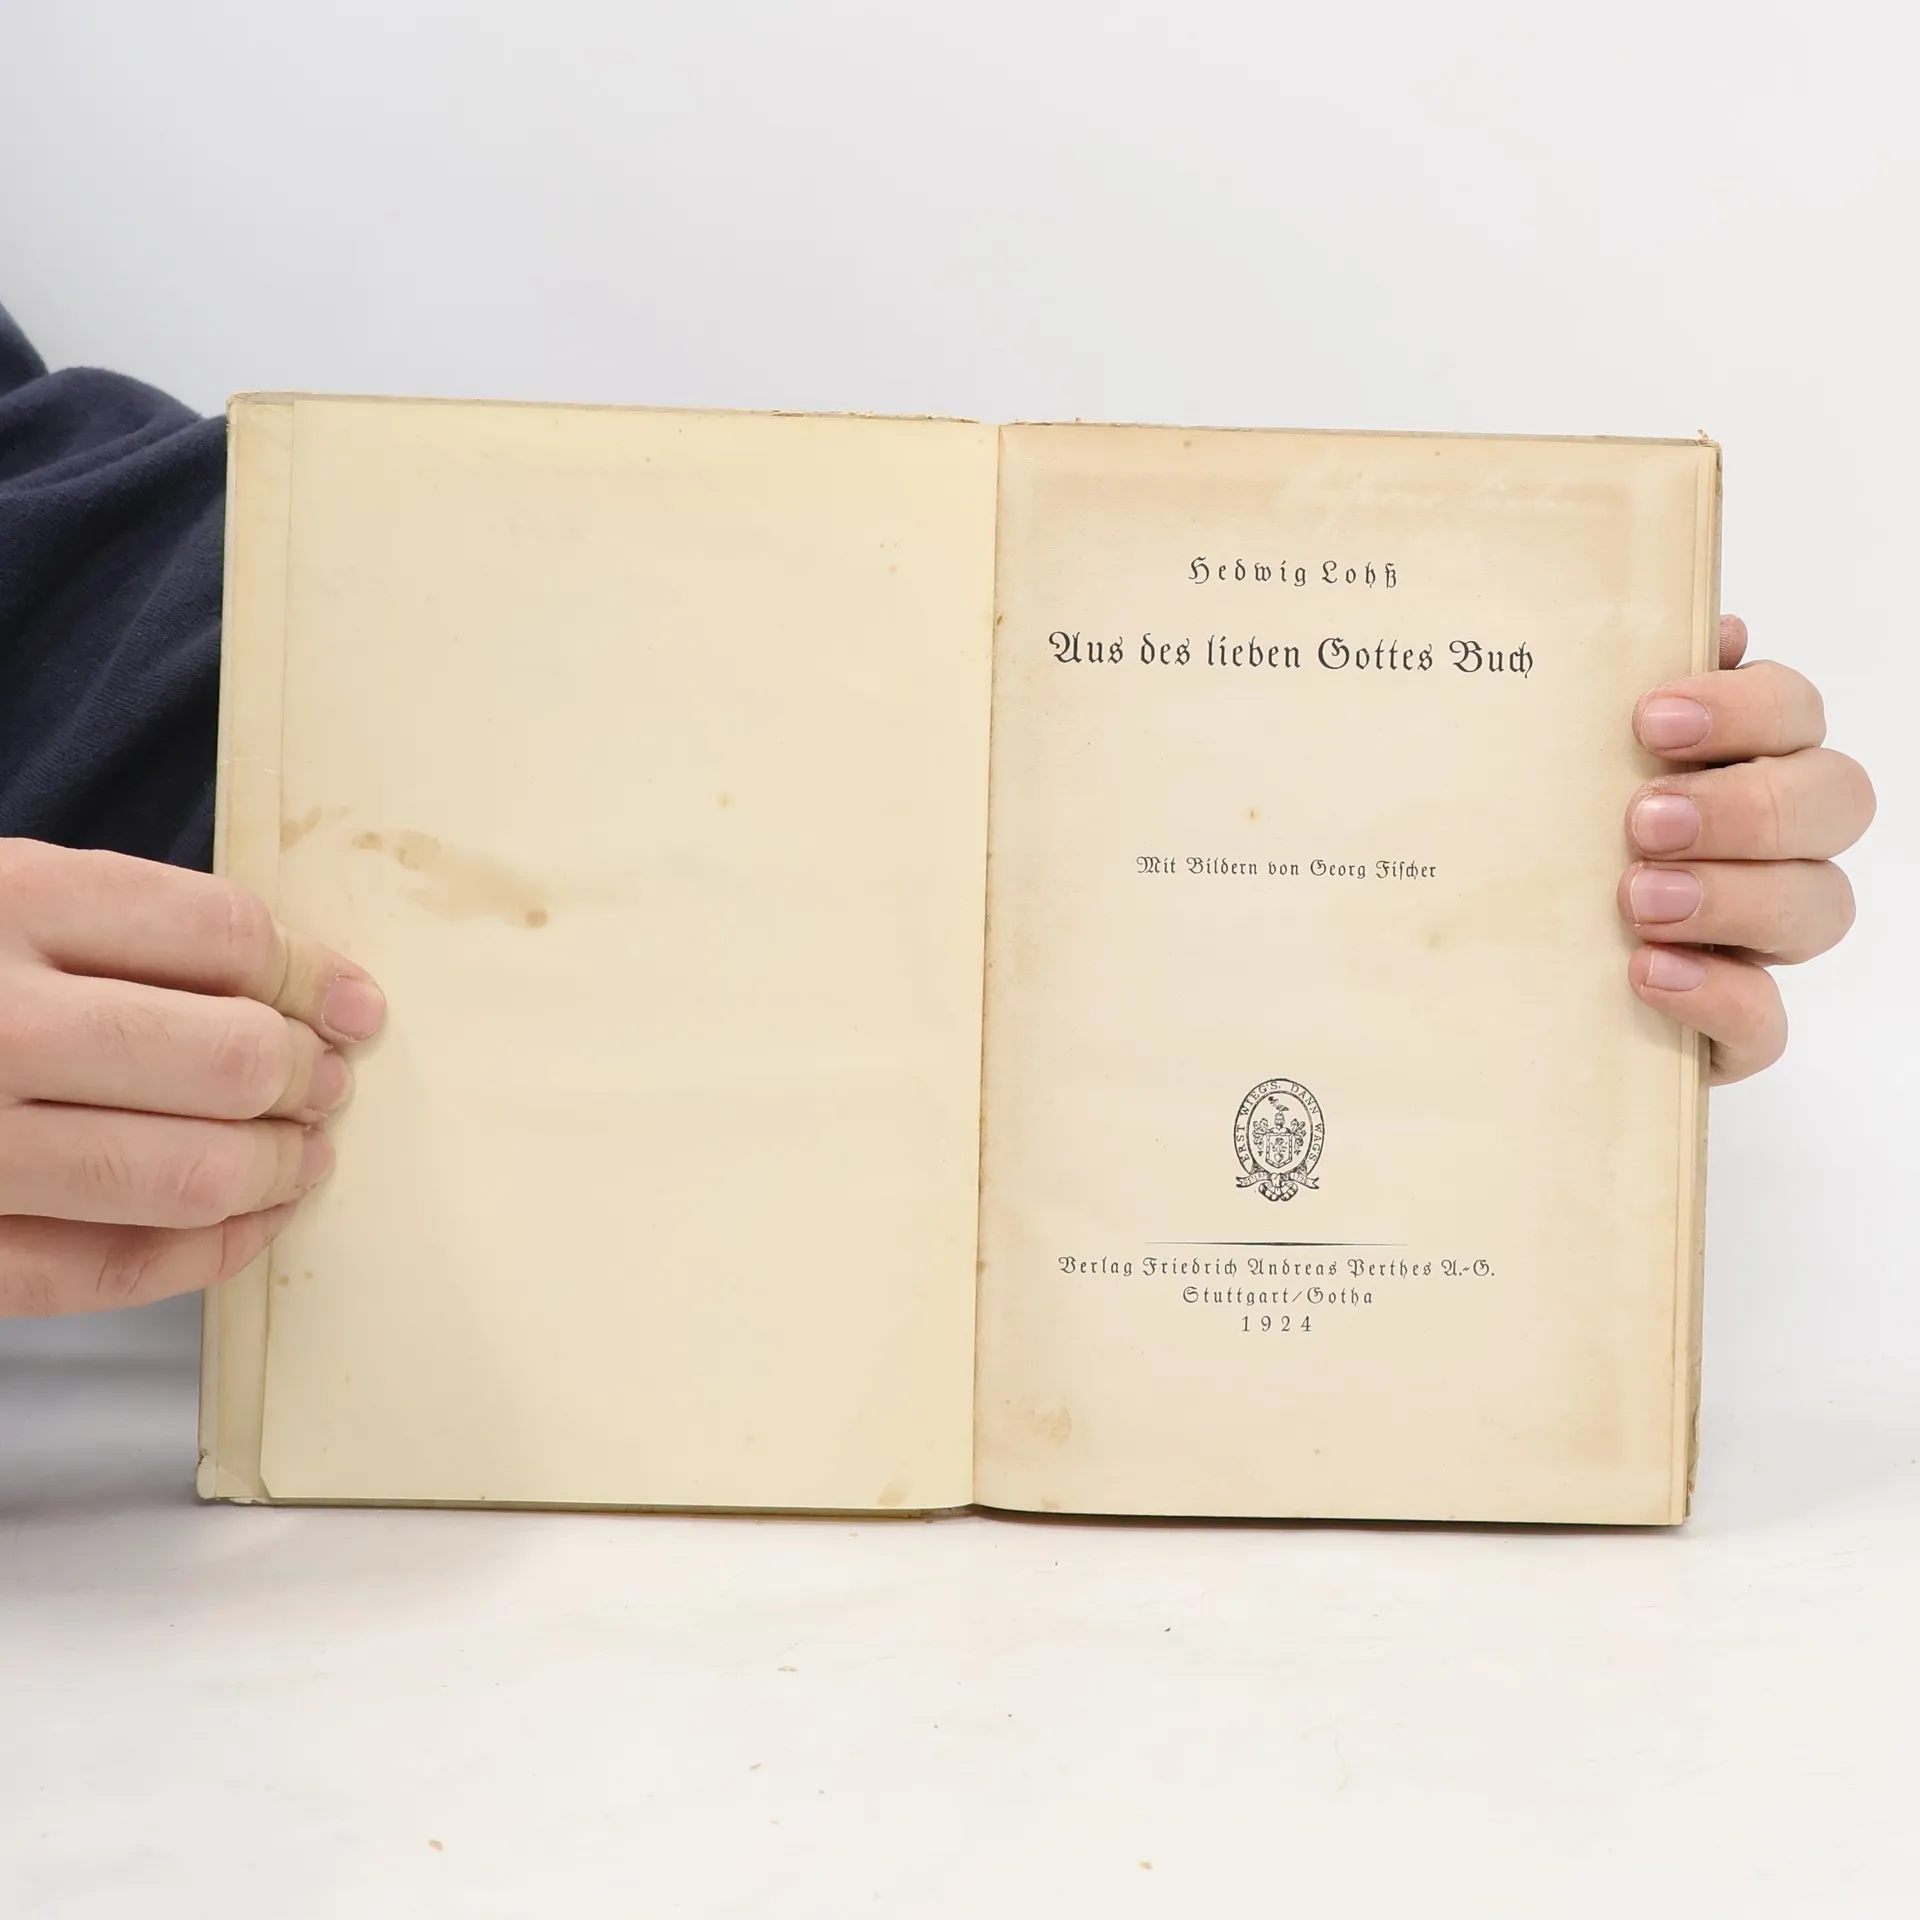 Hedwig Lohß
Aus des lieben Gottes Buch
Mit Bildern von Georg Fischer
ERST WIEG'S, DANN WAG'S
Verlag Friedrich Andreas Perthes A.-G.
Stuttgart/Gotha
1924